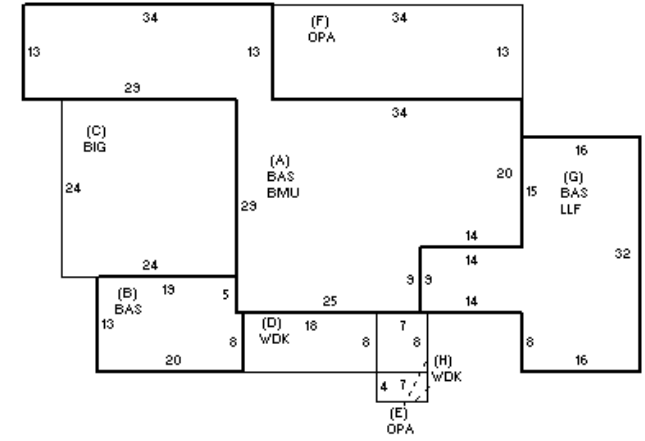 34
(F)
OPA
34
13
13
13
29
34
(C)
BIG
(A)
BAS
BMU
16
(G)
BAS
LLF
20
15
24
29
14
14
32
24
19
5
9
9
(B)
BAS
25
14
13
(D)
WDK
18
7
8
8
8
8
20
(H)
WDK
16
4
7
(E)
OPA